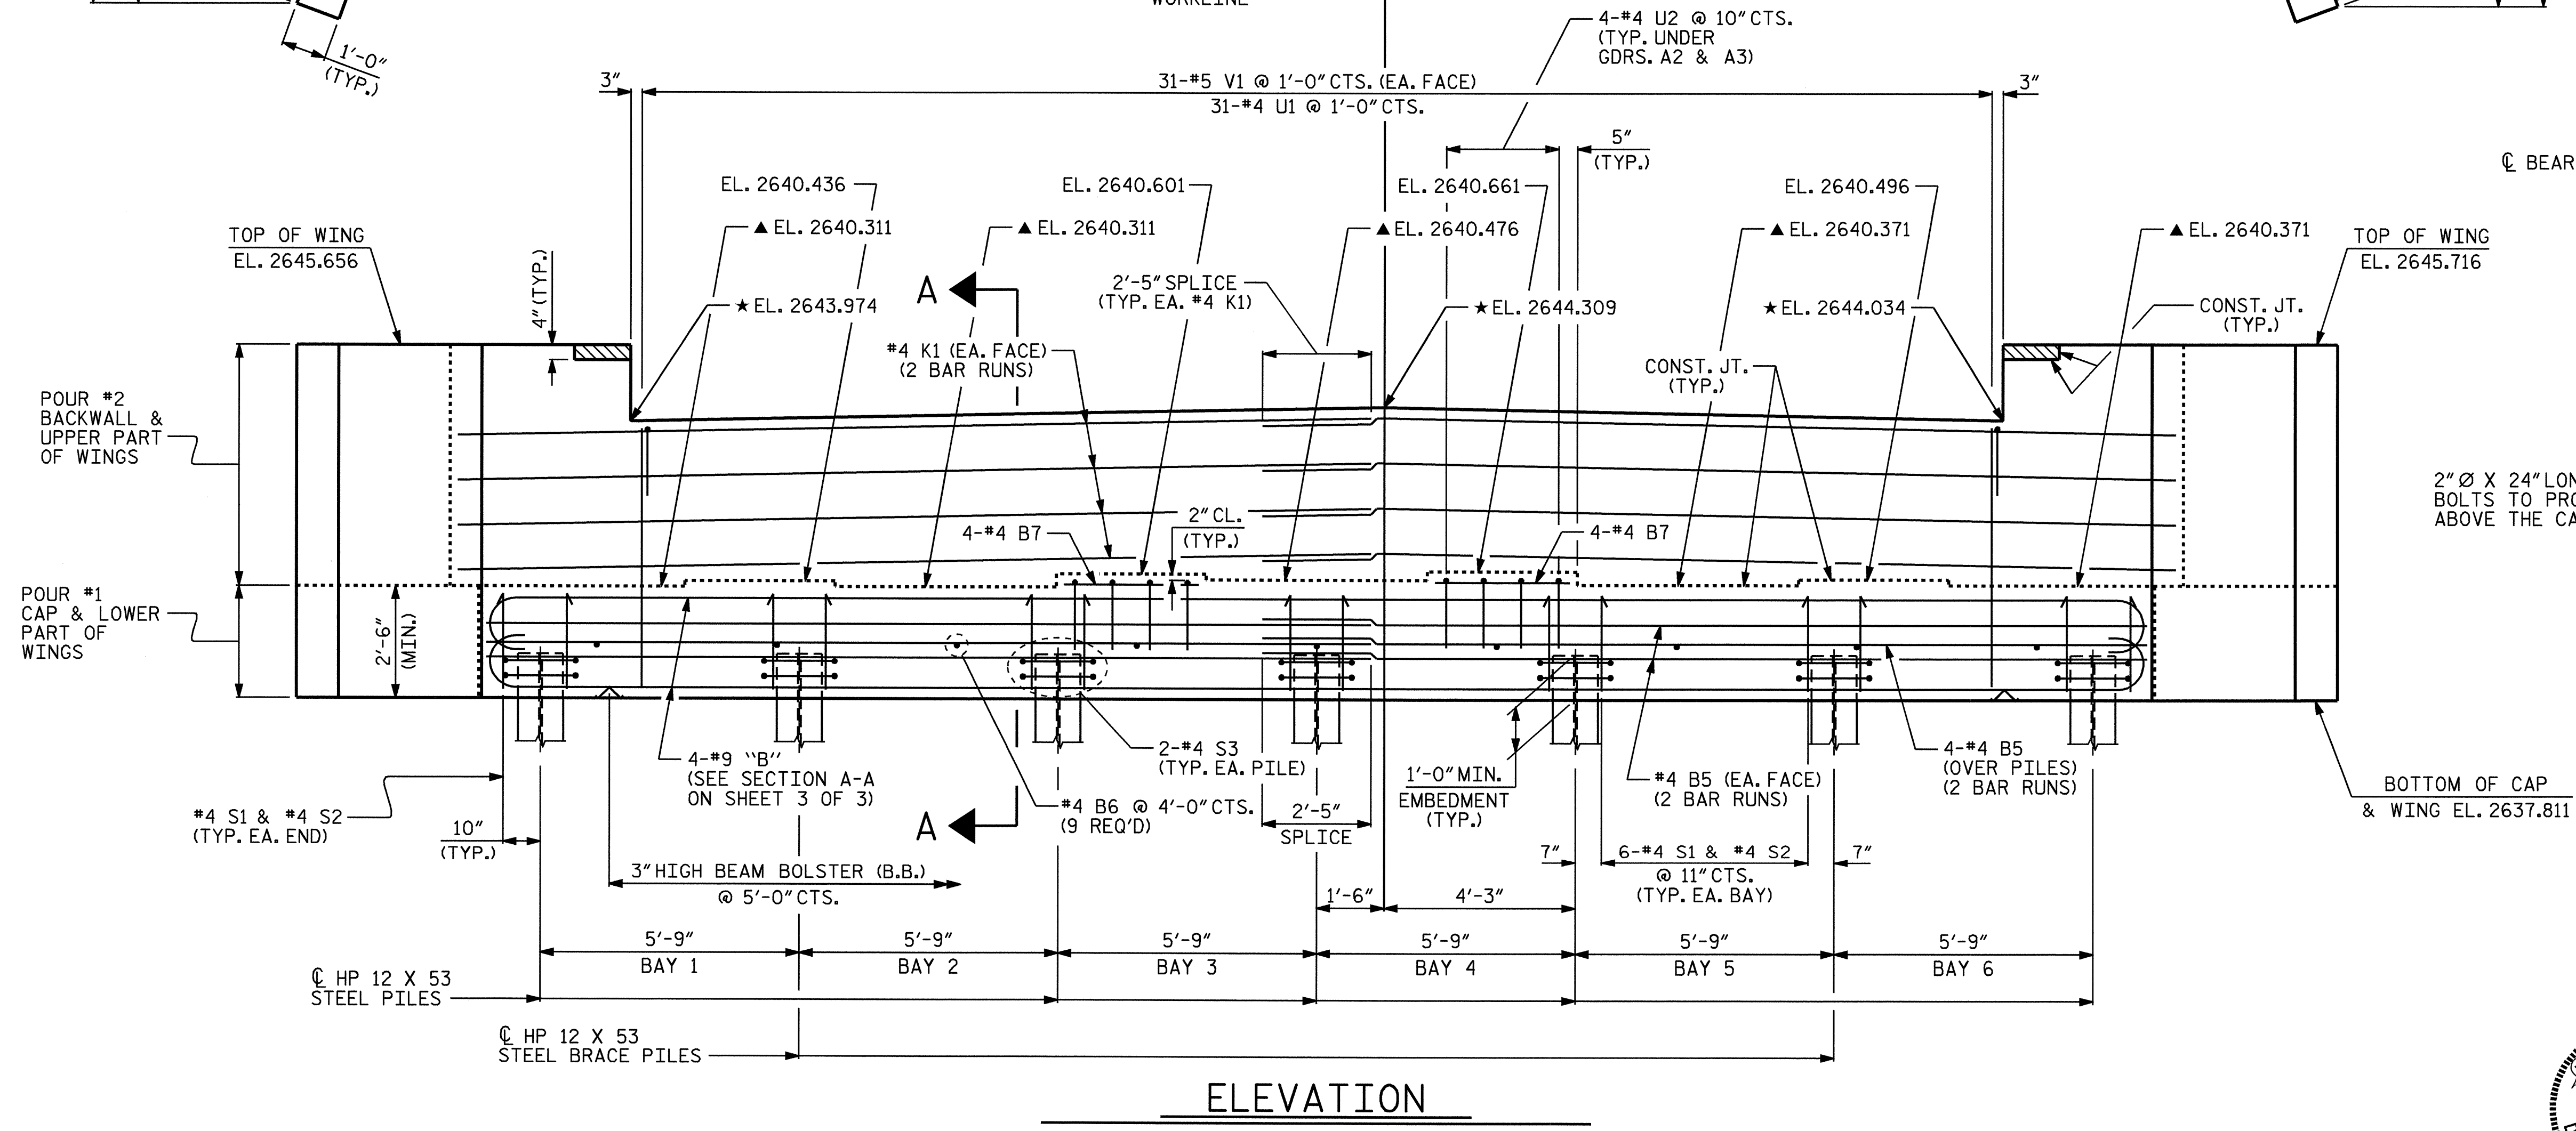 WORKLINE
1'-0"
(TYP.)
4-#4 U2 @ 10" CTS.
(TYP. UNDER
GDRS. A2 & A3)
3"
31-#5 V1 @ 1'-0" CTS. (EA. FACE)
31-#4 U1 @ 1'-0" CTS.
3"
5"
(TYP.)
℄ BEAR
EL. 2640.436
EL. 2640.601
EL. 2640.661
EL. 2640.496
▲ EL. 2640.311
▲ EL. 2640.311
▲ EL. 2640.476
▲ EL. 2640.371
▲ EL. 2640.371
TOP OF WING
EL. 2645.656
TOP OF WING
EL. 2645.716
4" (TYP.)
A
2'-5" SPLICE
(TYP. EA. #4 K1)
★ EL. 2643.974
★ EL. 2644.309
★ EL. 2644.034
CONST. JT.
(TYP.)
#4 K1 (EA. FACE)
(2 BAR RUNS)
CONST. JT.
(TYP.)
POUR #2
BACKWALL &
UPPER PART
OF WINGS
2" Ø X 24" LON
BOLTS TO PRO
ABOVE THE CA
4-#4 B7
2" CL.
(TYP.)
4-#4 B7
POUR #1
CAP & LOWER
PART OF
WINGS
2'-6"
(MIN.)
4-#9 "B"
(SEE SECTION A-A
ON SHEET 3 OF 3)
2-#4 S3
(TYP. EA. PILE)
1'-0" MIN.
EMBEDMENT
(TYP.)
#4 B5 (EA. FACE)
(2 BAR RUNS)
4-#4 B5
(OVER PILES)
(2 BAR RUNS)
BOTTOM OF CAP
& WING EL. 2637.811
#4 S1 & #4 S2
(TYP. EA. END)
10"
(TYP.)
A
#4 B6 @ 4'-0" CTS.
(9 REQ'D)
2'-5"
SPLICE
3" HIGH BEAM BOLSTER (B.B.)
@ 5'-0" CTS.
7"
6-#4 S1 & #4 S2
@ 11" CTS.
(TYP. EA. BAY)
7"
1'-6"
4'-3"
5'-9"
BAY 1
5'-9"
BAY 2
5'-9"
BAY 3
5'-9"
BAY 4
5'-9"
BAY 5
5'-9"
BAY 6
℄ HP 12 X 53
STEEL PILES
℄ HP 12 X 53
STEEL BRACE PILES
ELEVATION